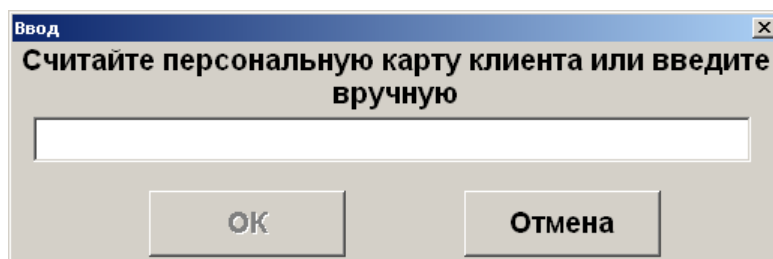 Ввод
Считайте персональную карту клиента или введите
вручную
ОК
Отмена